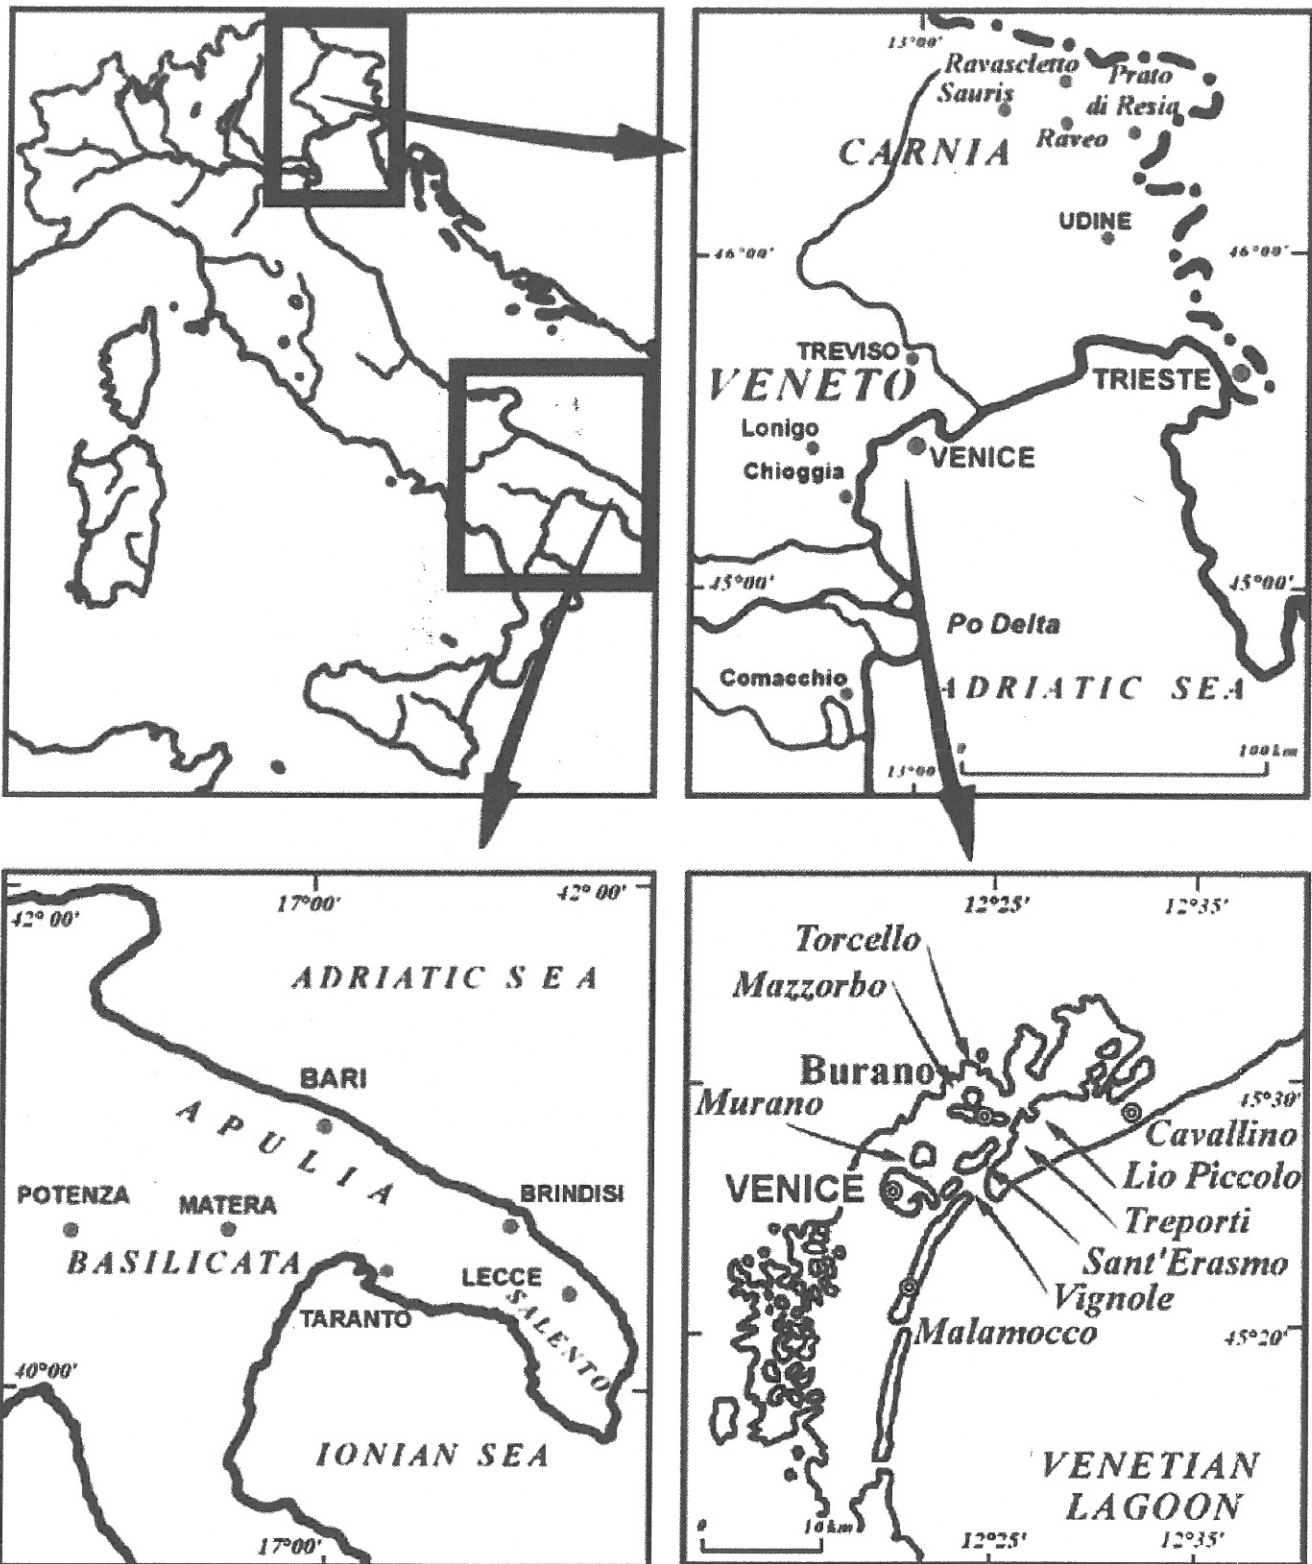 13°00'
Ravascletto
Prato
Sauris
di Resia
Raveo
CARNIA
UDINE
46°00'
46°00'
TREVISO
VENETO
TRIESTE
Lonigo
VENICE
Chioggia
45°00'
45°00'
Po Delta
Comacchio
ADRIATIC SEA
0
100km
13°00'
42°00'
17°00'
42°00'
ADRIATIC SEA
BARI
APULIA
POTENZA
MATERA
BRINDISI
BASILICATA
LECCE
SALENTO
TARANTO
40°00'
IONIAN SEA
17°00'
12°25'
12°35'
Torcello
Mazzorbo
Burano
Murano
45°30'
Cavallino
Lio Piccolo
VENICE
Treporti
Sant'Erasmo
Vignole
Malamocco
45°20'
VENETIAN
LAGOON
0
10km
12°25'
12°35'